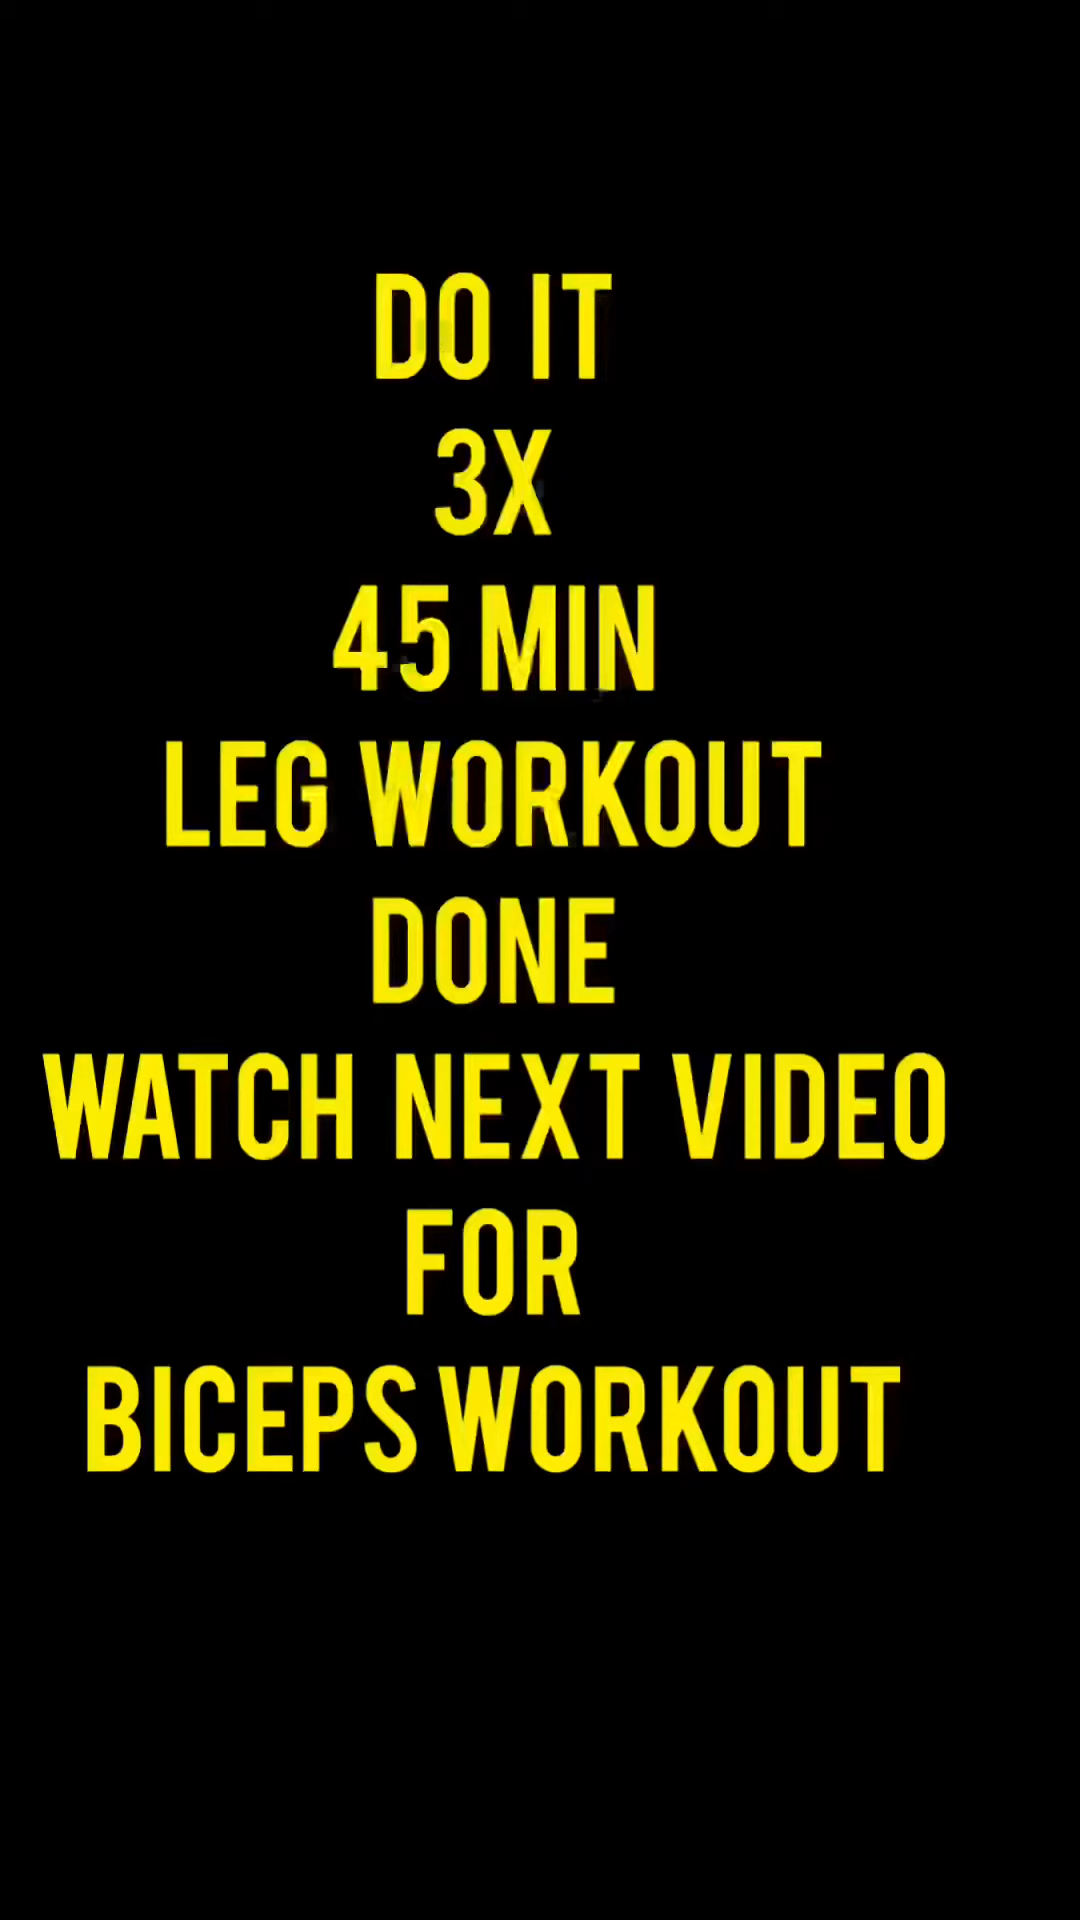 DO IT
3X
45 MIN
LEG WORKOUT
DONE
WATCH NEXT VIDEO
FOR
BICEPS WORKOUT